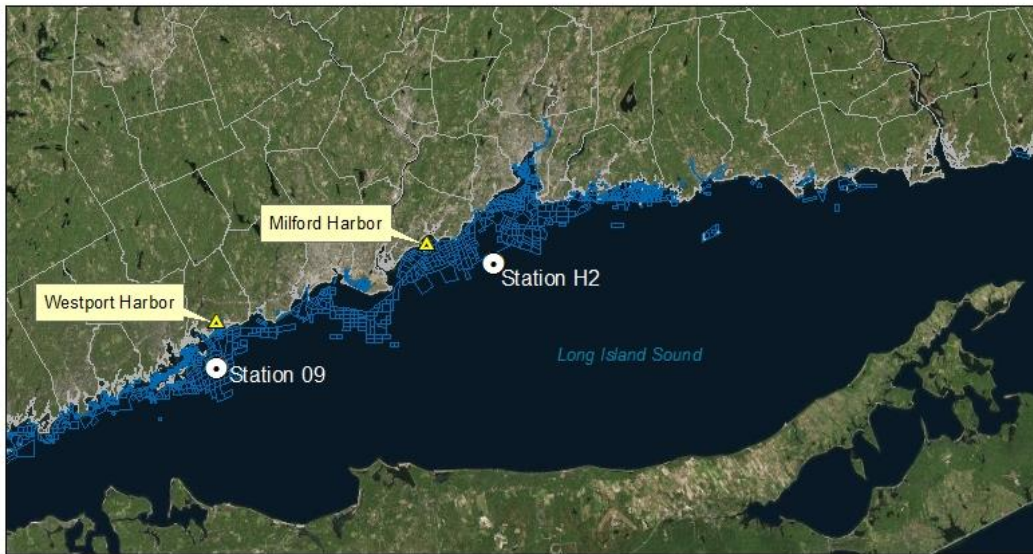 Milford Harbor
Station H2
Westport Harbor
Long Island Sound
Station 09